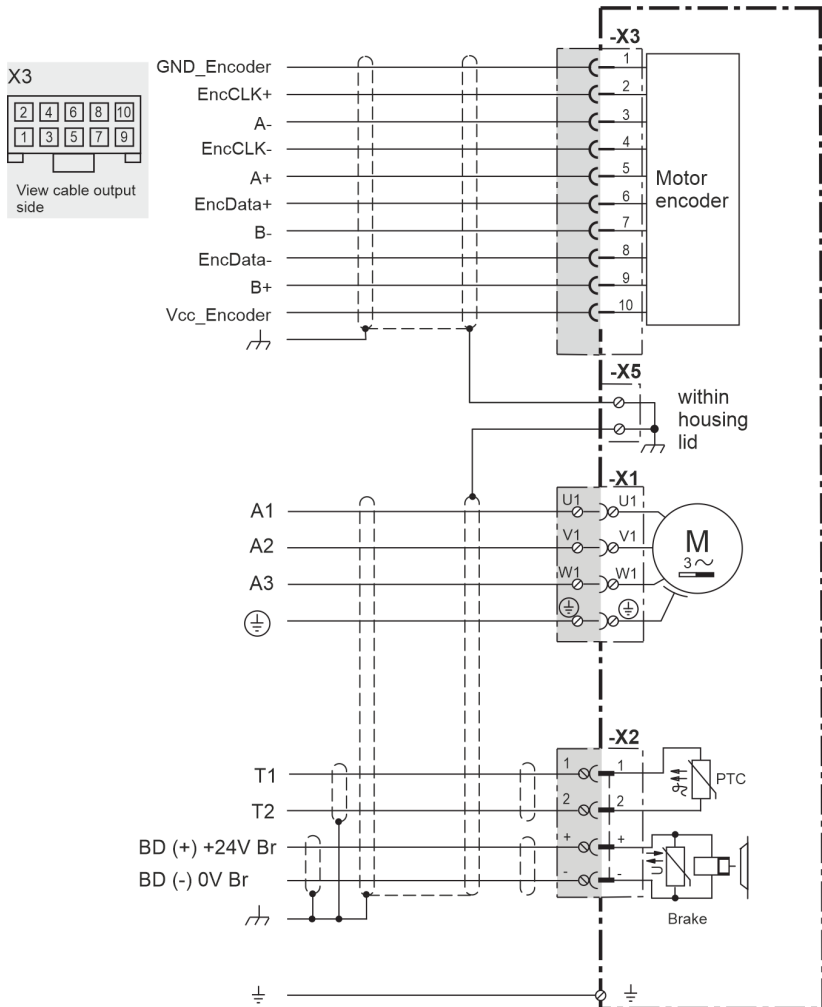 X3
2 4 6 8 10
1 3 5 7 9
View cable output
side
-X3
GND_Encoder 1
EncCLK+ 2
A- 3
EncCLK- 4
A+ 5
EncData+ 6
B- 7
EncData- 8
B+ 9
Vcc_Encoder 10
Motor
encoder
-X5
within
housing
lid
-X1
A1 U1 U1
A2 V1 V1
A3 W1 W1
M
3~
-X2
T1 1 1
T2 2 2
PTC
BD (+) +24V Br + +
BD (-) 0V Br - -
U
Brake